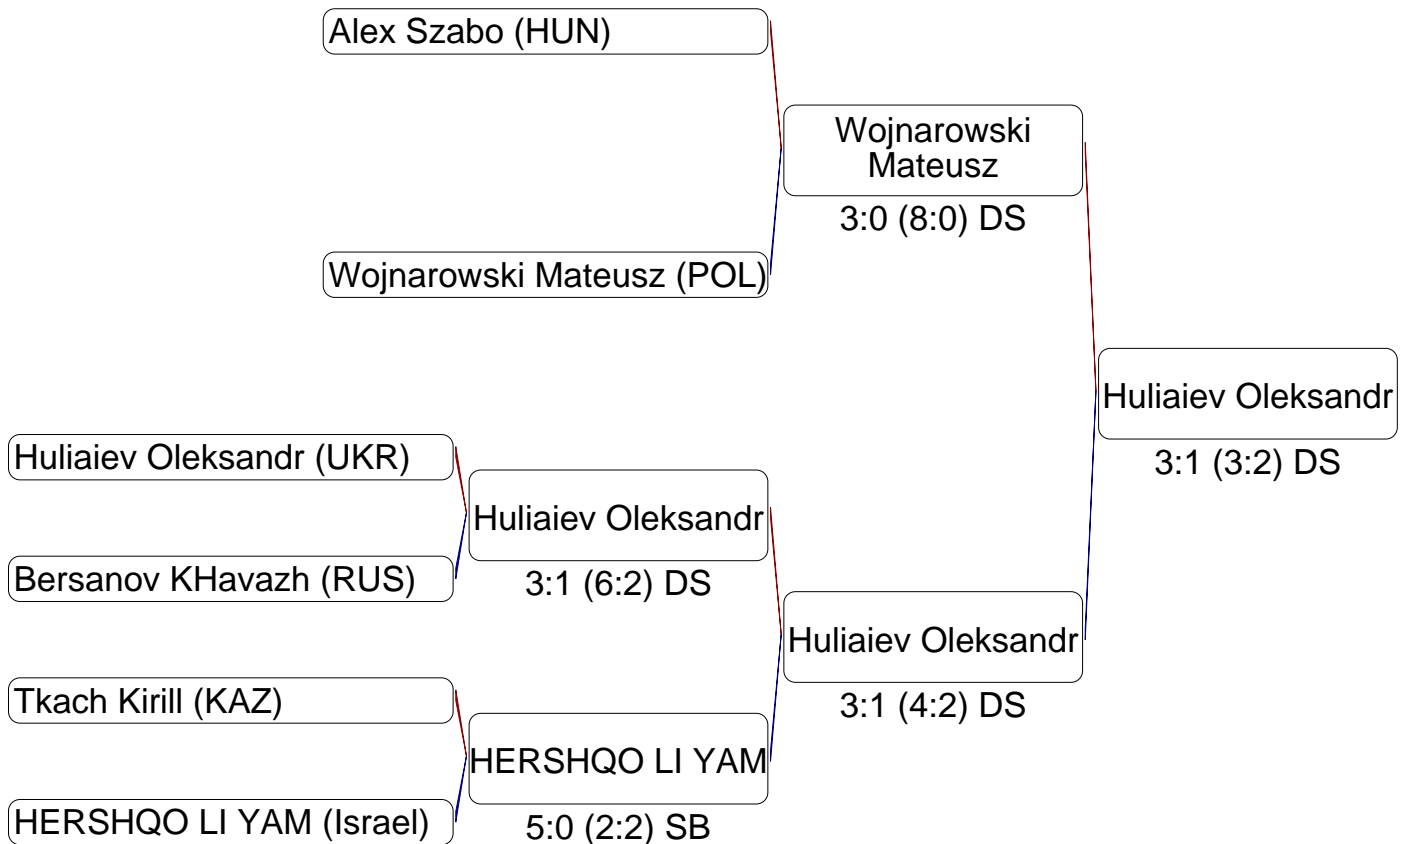 Alex Szabo (HUN)
Wojnarowski
Mateusz
3:0 (8:0) DS
Wojnarowski Mateusz (POL)
Huliaiev Oleksandr
3:1 (3:2) DS
Huliaiev Oleksandr (UKR)
Huliaiev Oleksandr
3:1 (6:2) DS
Bersanov KHavazh (RUS)
Huliaiev Oleksandr
3:1 (4:2) DS
Tkach Kirill (KAZ)
HERSHQO LI YAM
5:0 (2:2) SB
HERSHQO LI YAM (Israel)